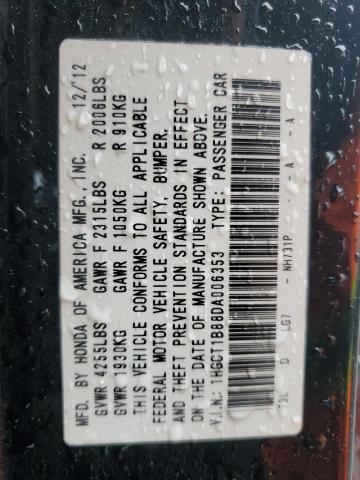 MFD. BY HONDA OF AMERICA MFG., INC. 12/'12
GVWR 4255LBS GAWR F 2315LBS R 2006LBS
GVWR 1930KG GAWR F 1050KG R 910KG
THIS VEHICLE CONFORMS TO ALL APPLICABLE
FEDERAL MOTOR VEHICLE SAFETY, BUMPER,
AND THEFT PREVENTION STANDARDS IN EFFECT
ON THE DATE OF MANUFACTURE SHOWN ABOVE.
V.I.N.: 1HGCT1B88DA006353 TYPE: PASSENGER CAR
T3L D LG7 - NH731P - A - A